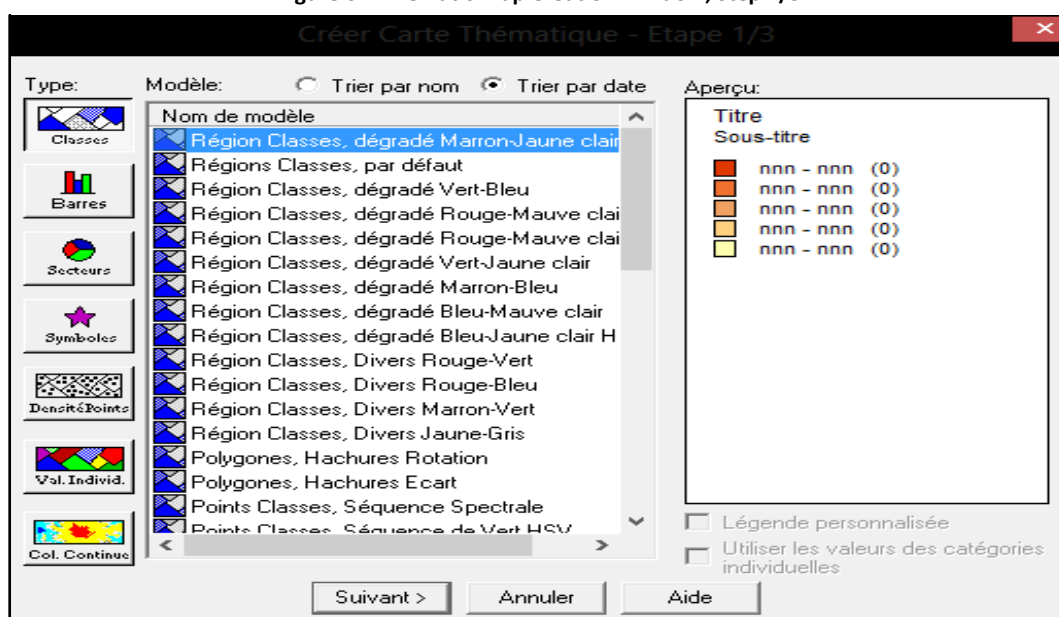 Créer Carte Thématique - Etape 1/3
Type:
Classes
Barres
Secteurs
Symboles
DensitéPoints
Val. Individ.
Col. Continue
Modèle:
Trier par nom
Trier par date
Nom de modèle
Région Classes, dégradé Marron-Jaune clair
Régions Classes, par défaut
Région Classes, dégradé Vert-Bleu
Région Classes, dégradé Rouge-Mauve clai
Région Classes, dégradé Rouge-Mauve clai
Région Classes, dégradé Vert-Jaune clair
Région Classes, dégradé Marron-Bleu
Région Classes, dégradé Bleu-Mauve clair
Région Classes, dégradé Bleu-Jaune clair H
Région Classes, Divers Rouge-Vert
Région Classes, Divers Rouge-Bleu
Région Classes, Divers Marron-Vert
Région Classes, Divers Jaune-Gris
Polygones, Hachures Rotation
Polygones, Hachures Ecart
Points Classes, Séquence Spectrale
Points Classes, Séquence de Vert HSV
Aperçu:
Titre
Sous-titre
nnn - nnn (0)
nnn - nnn (0)
nnn - nnn (0)
nnn - nnn (0)
nnn - nnn (0)
Légende personnalisée
Utiliser les valeurs des catégories
individuelles
Suivant >
Annuler
Aide